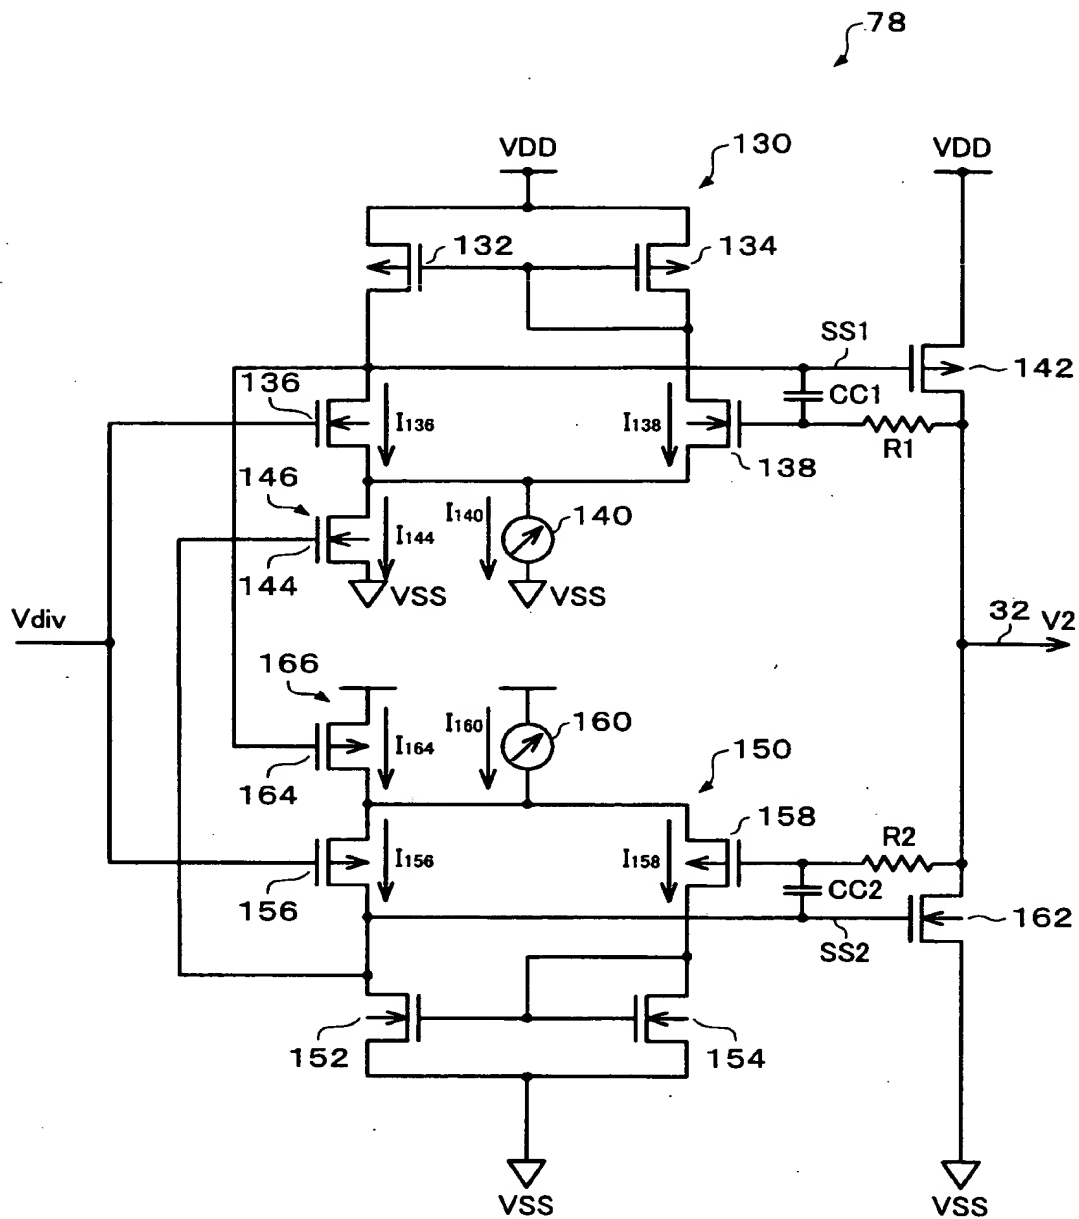 78
VDD
130
VDD
132
134
SS1
142
136
I136
I138
CC1
R1
138
146
I140
140
144
I144
VSS
VSS
Vdiv
32
V2
166
I160
160
I164
164
150
158
R2
I156
I158
156
CC2
162
SS2
152
154
VSS
VSS